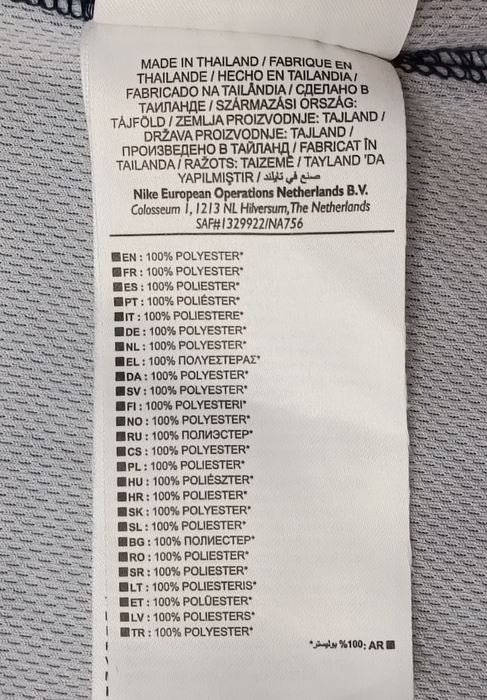 MADE IN THAILAND / FABRIQUE EN
THAILANDE / HECHO EN TAILANDIA /
FABRICADO NA TAILÂNDIA / СДЕЛАНО В
ТАИЛАНДЕ / SZÁRMAZÁSI ORSZÁG:
TÁJFÖLD / ZEMLJA PROIZVODNJE: TAJLAND /
DRŽAVA PROIZVODNJE: TAJLAND /
ПРОИЗВЕДЕНО В ТАЙЛАНД / FABRICAT ÎN
TAILANDA / RAŽOTS: TAIZEMĒ / TAYLAND 'DA
YAPILMIŞTIR / صنع في تايلند
Nike European Operations Netherlands B.V.
Colosseum 1, 1213 NL Hilversum, The Netherlands
SAF#1329922/NA756
EN : 100% POLYESTER*
FR : 100% POLYESTER*
ES : 100% POLIÉSTER*
PT : 100% POLIÉSTER*
IT : 100% POLIESTERE*
DE : 100% POLYESTER*
NL : 100% POLYESTER*
EL : 100% ΠΟΛΥΕΣΤΕΡΑΣ*
DA : 100% POLYESTER*
SV : 100% POLYESTER*
FI : 100% POLYESTERI*
NO : 100% POLYESTER*
RU : 100% ПОЛИЭСТЕР*
CS : 100% POLYESTER*
PL : 100% POLIESTER*
HU : 100% POLIÉSZTER*
HR : 100% POLIESTER*
SK : 100% POLYESTER*
SL : 100% POLIESTER*
BG : 100% ПОЛИЕСТЕР*
RO : 100% POLIESTER*
SR : 100% POLIESTER*
LT : 100% POLIESTERIS*
ET : 100% POLÜESTER*
LV : 100% POLIESTERS*
TR : 100% POLYESTER*
AR :100% بوليستر*